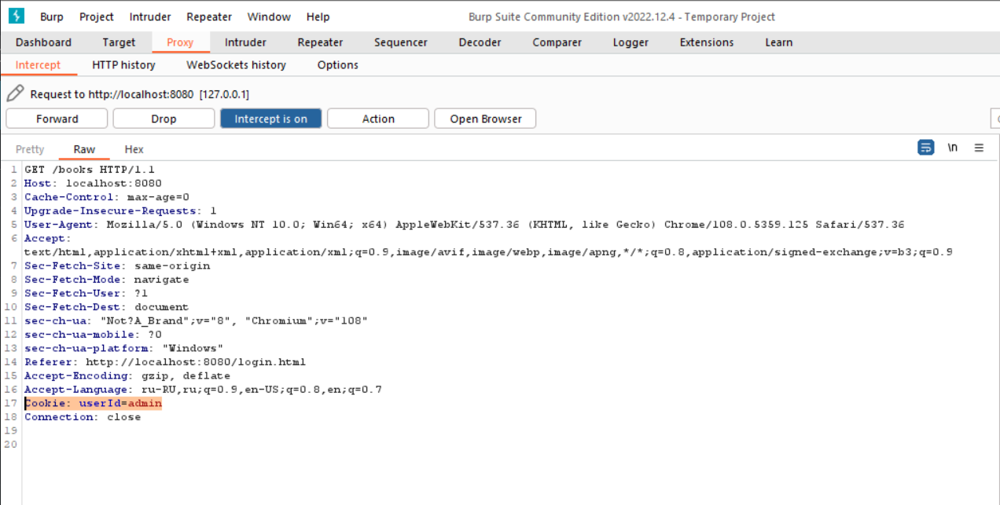 Burp Project Intruder Repeater Window Help Burp Suite Community Edition v2022.12.4 - Temporary Project
Dashboard Target Proxy Intruder Repeater Sequencer Decoder Comparer Logger Extensions Learn
Intercept HTTP history WebSockets history Options
Request to http://localhost:8080 [127.0.0.1]
Forward Drop Intercept is on Action Open Browser
Pretty Raw Hex \n
1 GET /books HTTP/1.1
2 Host: localhost:8080
3 Cache-Control: max-age=0
4 Upgrade-Insecure-Requests: 1
5 User-Agent: Mozilla/5.0 (Windows NT 10.0; Win64; x64) AppleWebKit/537.36 (KHTML, like Gecko) Chrome/108.0.5359.125 Safari/537.36
6 Accept:
text/html,application/xhtml+xml,application/xml;q=0.9,image/avif,image/webp,image/apng,*/*;q=0.8,application/signed-exchange;v=b3;q=0.9
7 Sec-Fetch-Site: same-origin
8 Sec-Fetch-Mode: navigate
9 Sec-Fetch-User: ?1
10 Sec-Fetch-Dest: document
11 sec-ch-ua: "Not?A_Brand";v="8", "Chromium";v="108"
12 sec-ch-ua-mobile: ?0
13 sec-ch-ua-platform: "Windows"
14 Referer: http://localhost:8080/login.html
15 Accept-Encoding: gzip, deflate
16 Accept-Language: ru-RU,ru;q=0.9,en-US;q=0.8,en;q=0.7
17 Cookie: userId=admin
18 Connection: close
19
20